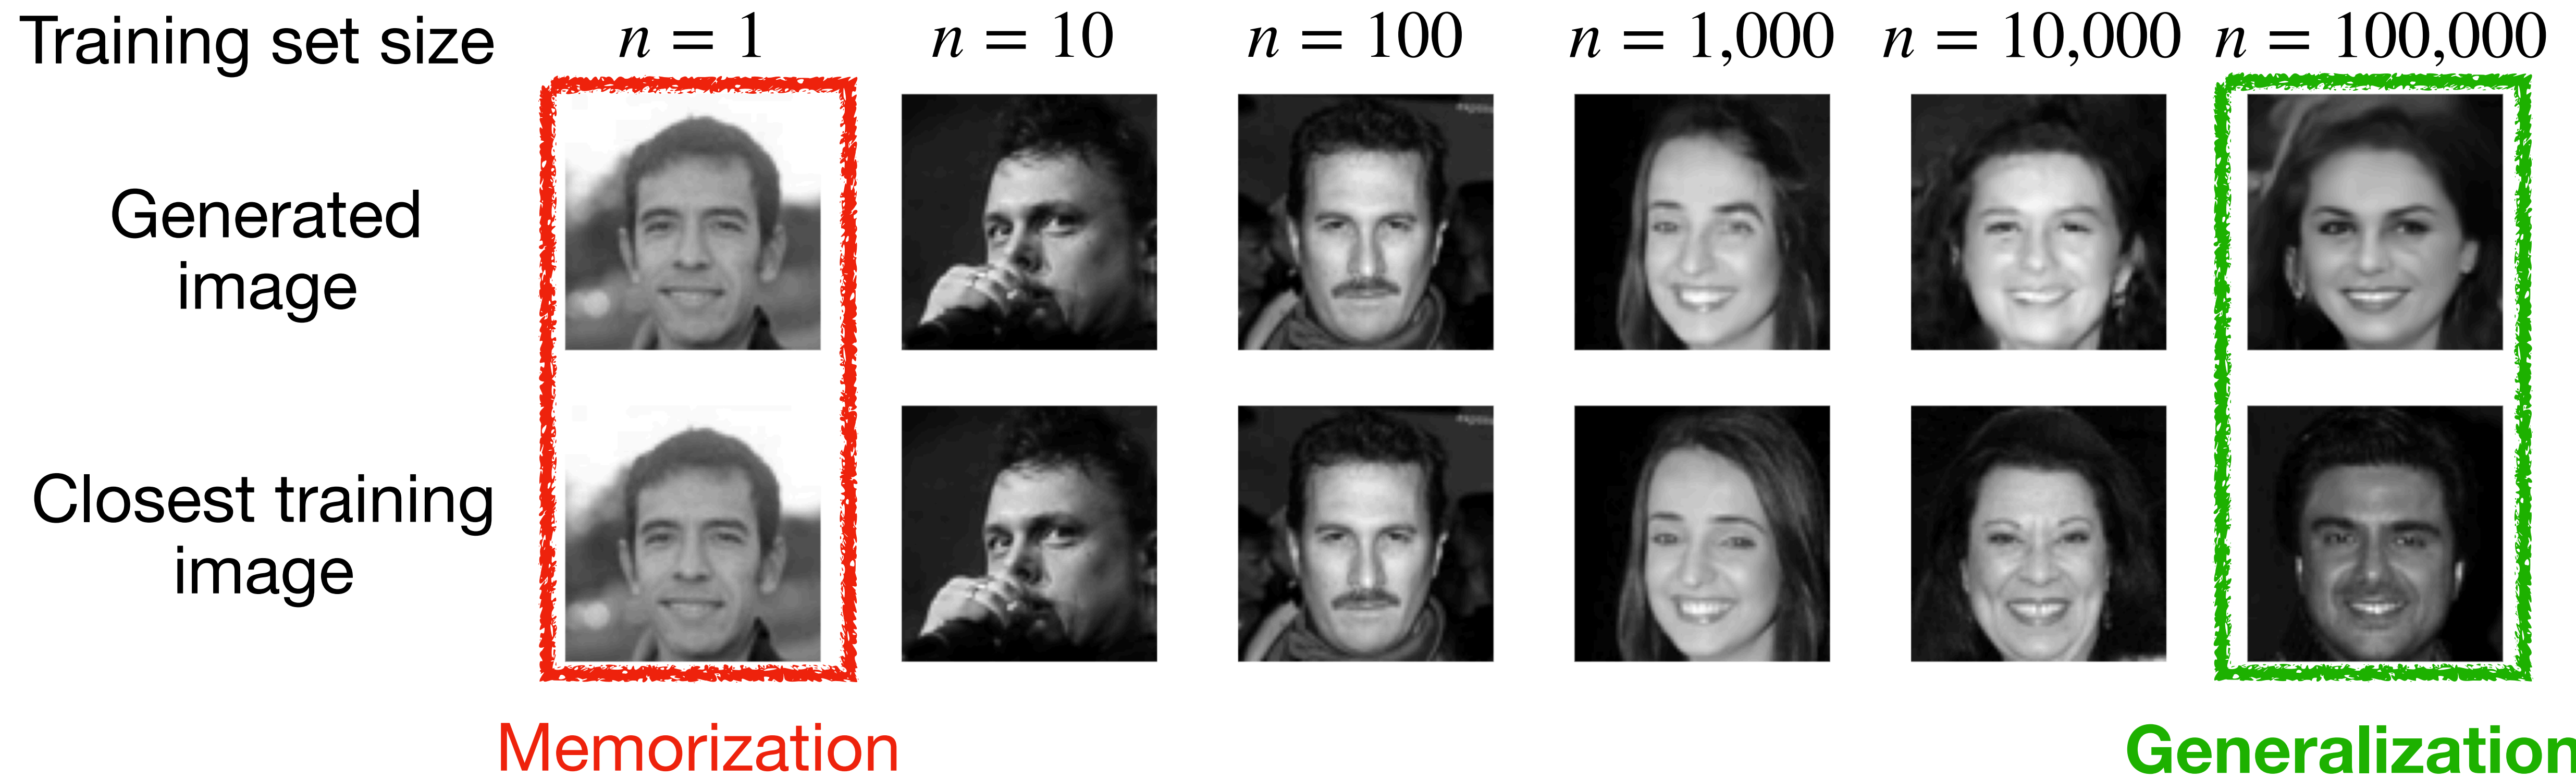 Training set size n = 1 n = 10 n = 100 n = 1,000 n = 10,000 n = 100,000
Generated
image
Closest training
image
Memorization Generalization